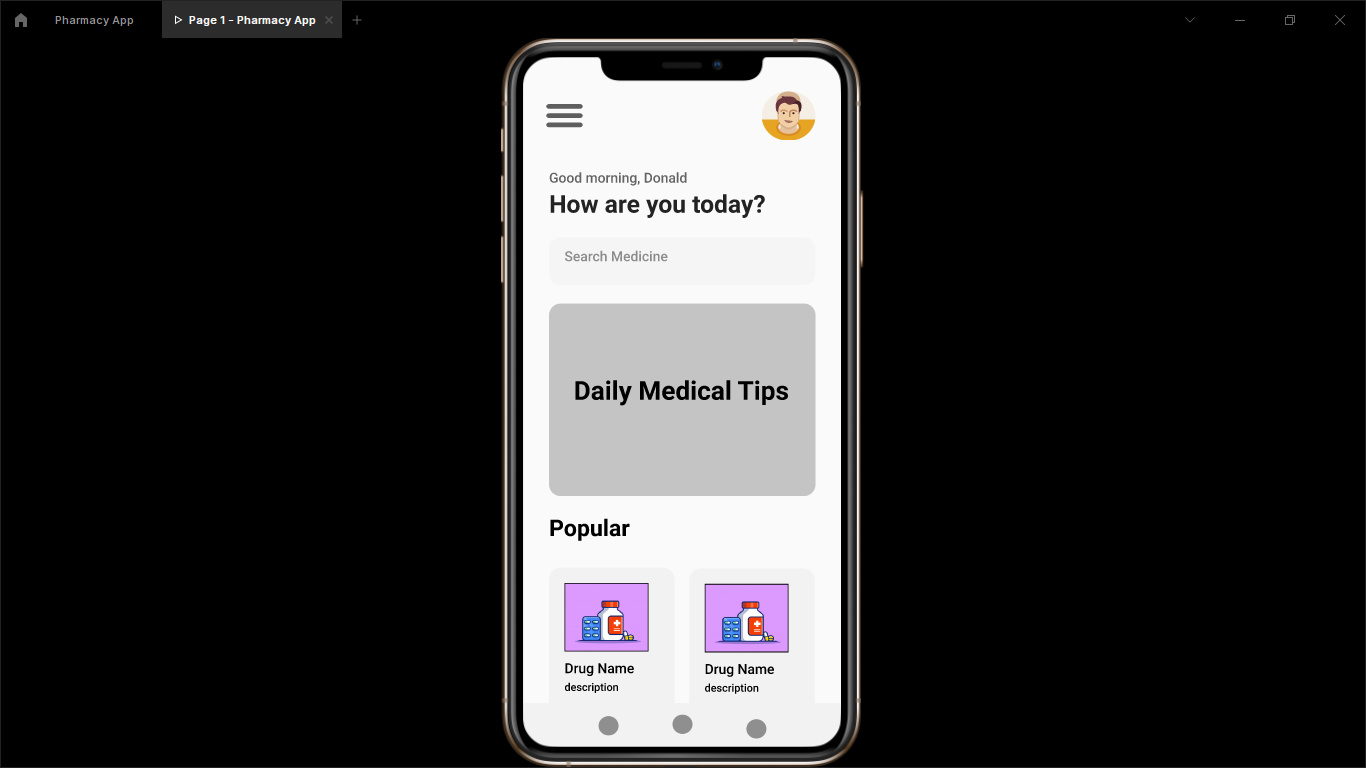 Pharmacy App
Page 1 - Pharmacy App
Good morning, Donald
How are you today?
Search Medicine
Daily Medical Tips
Popular
Drug Name
description
Drug Name
description